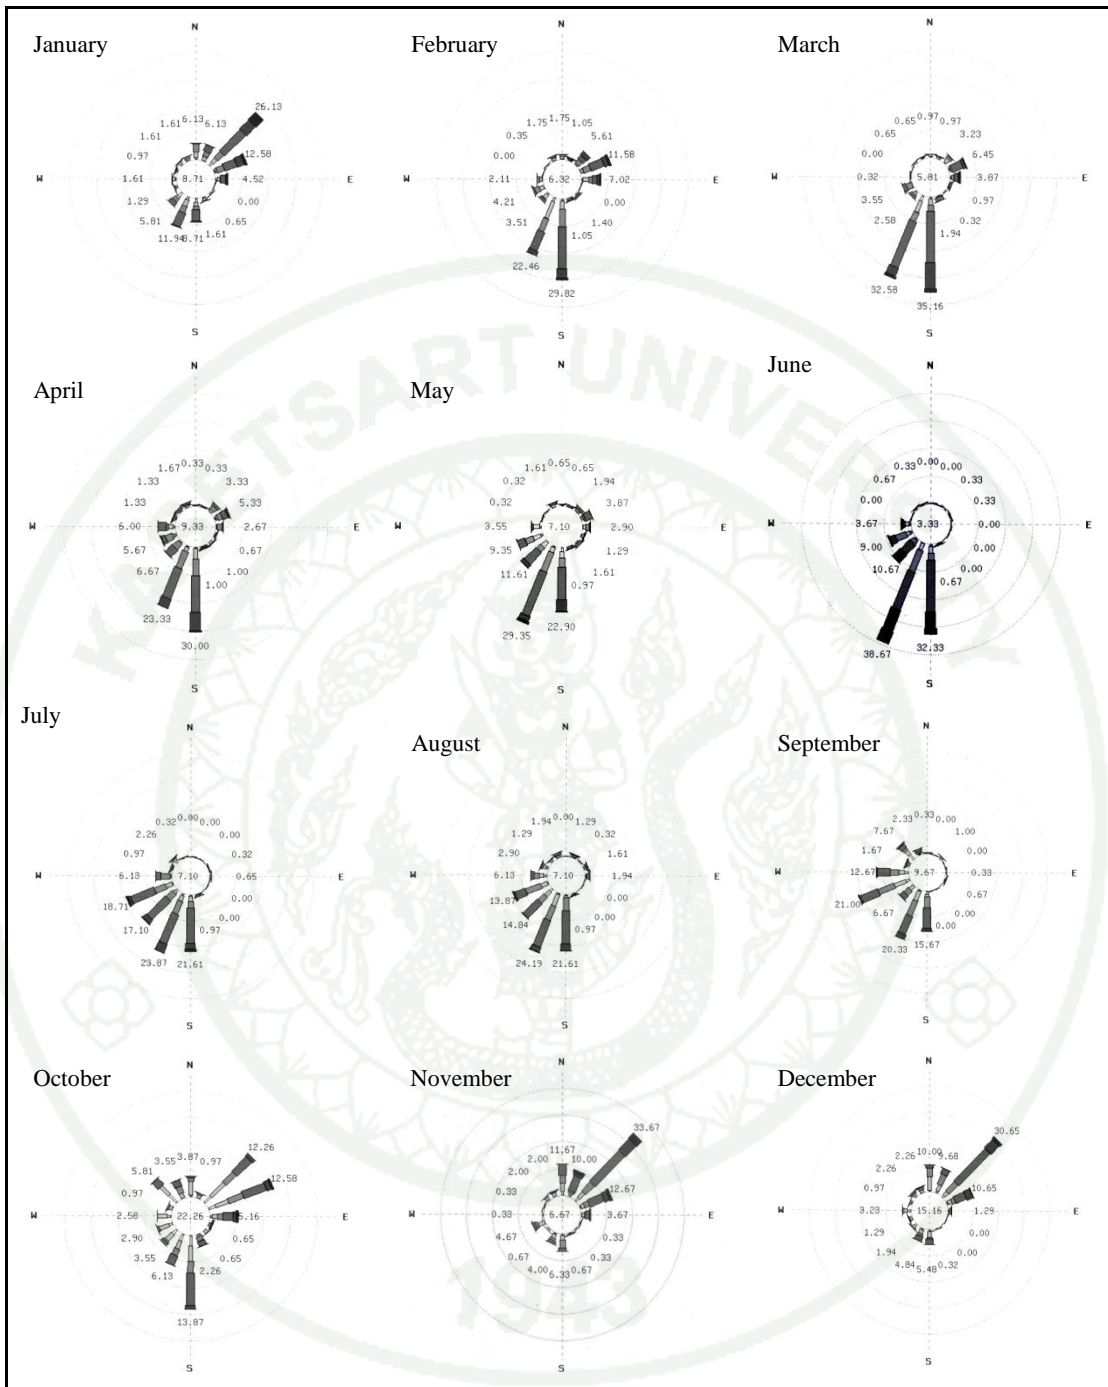 January
N
1.61 6.13 6.13
1.61 26.13
0.97 12.58
W 1.61 8.71 4.52 E
1.29 0.00
5.81 0.65
11.94 8.71 1.61
S
February
N
1.75 1.75 1.05
0.35 5.61
0.00 11.58
W 2.11 6.32 7.02 E
4.21 0.00
3.51 1.40
22.46 29.82 1.05
S
March
N
0.65 0.97 0.97
0.65 3.23
0.00 6.45
W 0.32 5.81 3.87 E
3.55 0.97
2.58 0.32
32.58 35.16 1.94
S
April
N
1.67 0.33 0.33
1.33 3.33
1.33 5.33
W 6.00 9.33 2.67 E
5.67 0.67
6.67 1.00
23.33 30.00 1.00
S
May
N
1.61 0.65 0.65
0.32 1.94
0.32 3.87
W 3.55 7.10 2.90 E
9.35 1.29
11.61 1.61
29.35 22.90 0.97
S
June
N
0.33 0.00 0.00
0.67 0.33
0.00 0.33
W 3.67 3.33 0.00 E
9.00 0.00
10.67 0.00
38.67 32.33 0.67
S
July
N
0.32 0.00 0.00
2.26 0.00
0.97 0.32
W 6.13 7.10 0.65 E
18.71 0.00
17.10 0.00
23.87 21.61 0.97
S
August
N
1.94 0.00 1.29
1.29 0.32
2.90 1.61
W 6.13 7.10 1.94 E
13.87 0.00
14.84 0.00
24.19 21.61 0.97
S
September
N
2.33 0.33 0.00
7.67 1.00
1.67 0.00
W 12.67 9.67 0.33 E
21.00 0.67
6.67 0.00
20.33 15.67 0.00
S
October
N
3.55 3.87 0.97
5.81 12.26
0.97 12.58
W 2.58 22.26 5.16 E
2.90 0.65
3.55 0.65
6.13 13.87 2.26
S
November
N
2.00 11.67 10.00
2.00 33.67
0.33 12.67
W 0.33 6.67 3.67 E
4.67 0.33
0.67 0.33
4.00 6.33 0.67
S
December
N
2.26 10.00 9.68
2.26 30.65
0.97 10.65
W 3.23 15.16 1.29 E
1.29 0.00
1.94 0.00
4.84 5.48 0.32
S
KASETSART UNIVERSITY
1943